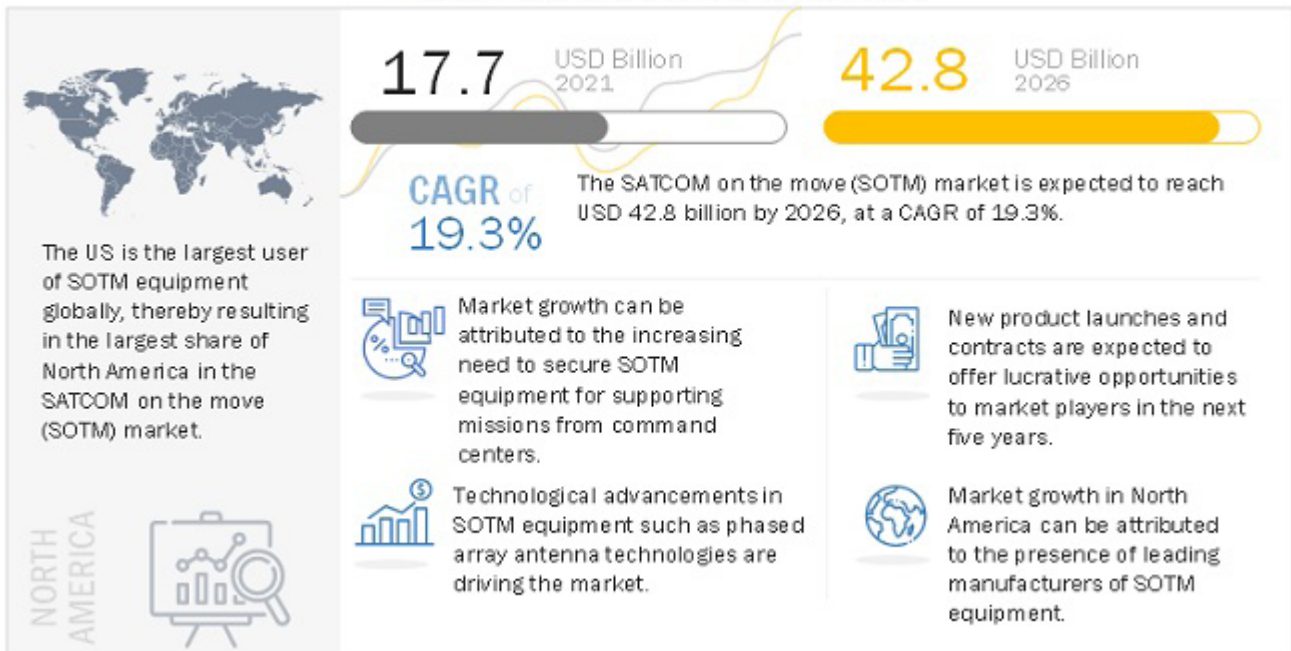 The US is the largest user
of SOTM equipment
globally, thereby resulting
in the largest share of
North America in the
SATCOM on the move
(SOTM) market.
NORTH
AMERICA
17.7
USD Billion
2021
42.8
USD Billion
2026
CAGR of
19.3%
The SATCOM on the move (SOTM) market is expected to reach
USD 42.8 billion by 2026, at a CAGR of 19.3%.
%
Market growth can be
attributed to the increasing
need to secure SOTM
equipment for supporting
missions from command
centers.
New product launches and
contracts are expected to
offer lucrative opportunities
to market players in the next
five years.
$
Technological advancements in
SOTM equipment such as phased
array antenna technologies are
driving the market.
Market growth in North
America can be attributed
to the presence of leading
manufacturers of SOTM
equipment.